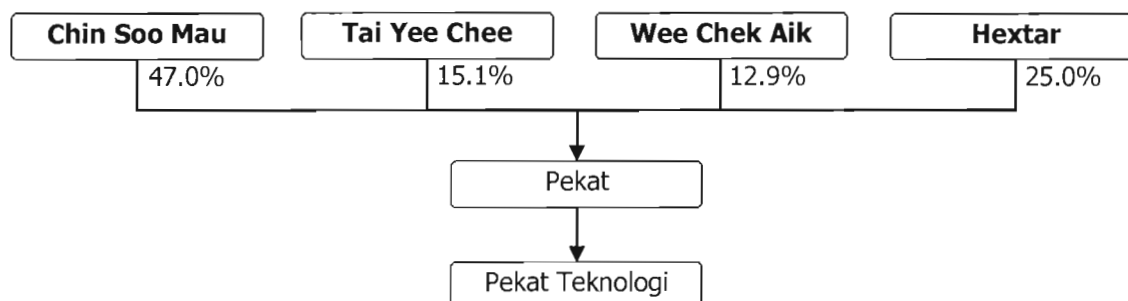 Chin Soo Mau Tai Yee Chee Wee Chek Aik Hextar
47.0% 15.1% 12.9% 25.0%
Pekat
Pekat Teknologi